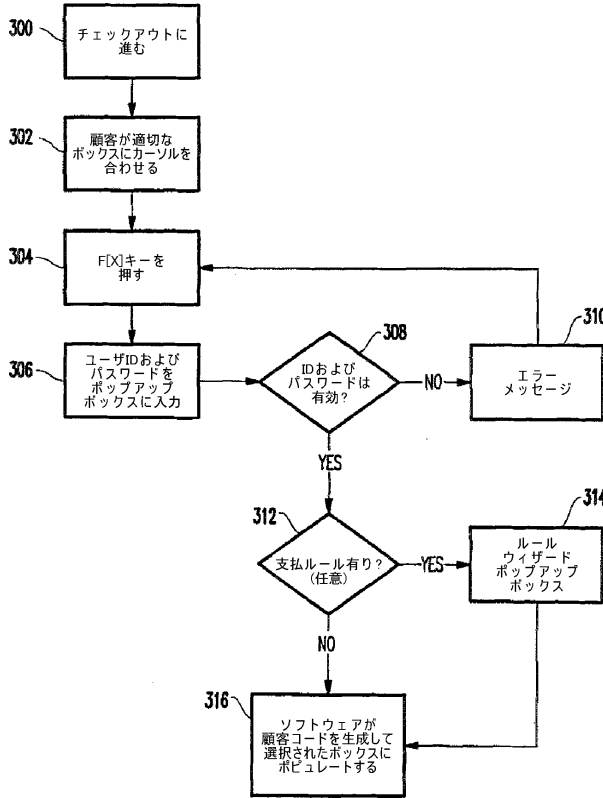 300
チェックアウトに
進む
302
顧客が適切な
ボックスにカーソルを
合わせる
304
F[X]キーを
押す
306
ユーザIDおよび
パスワードを
ポップアップ
ボックスに入力
308
IDおよび
パスワードは
有効?
NO
310
エラー
メッセージ
YES
312
支払ルール有り?
(任意)
YES
314
ルール
ウィザード
ポップアップ
ボックス
NO
316
ソフトウェアが
顧客コードを生成して
選択されたボックスに
ポピュレートする